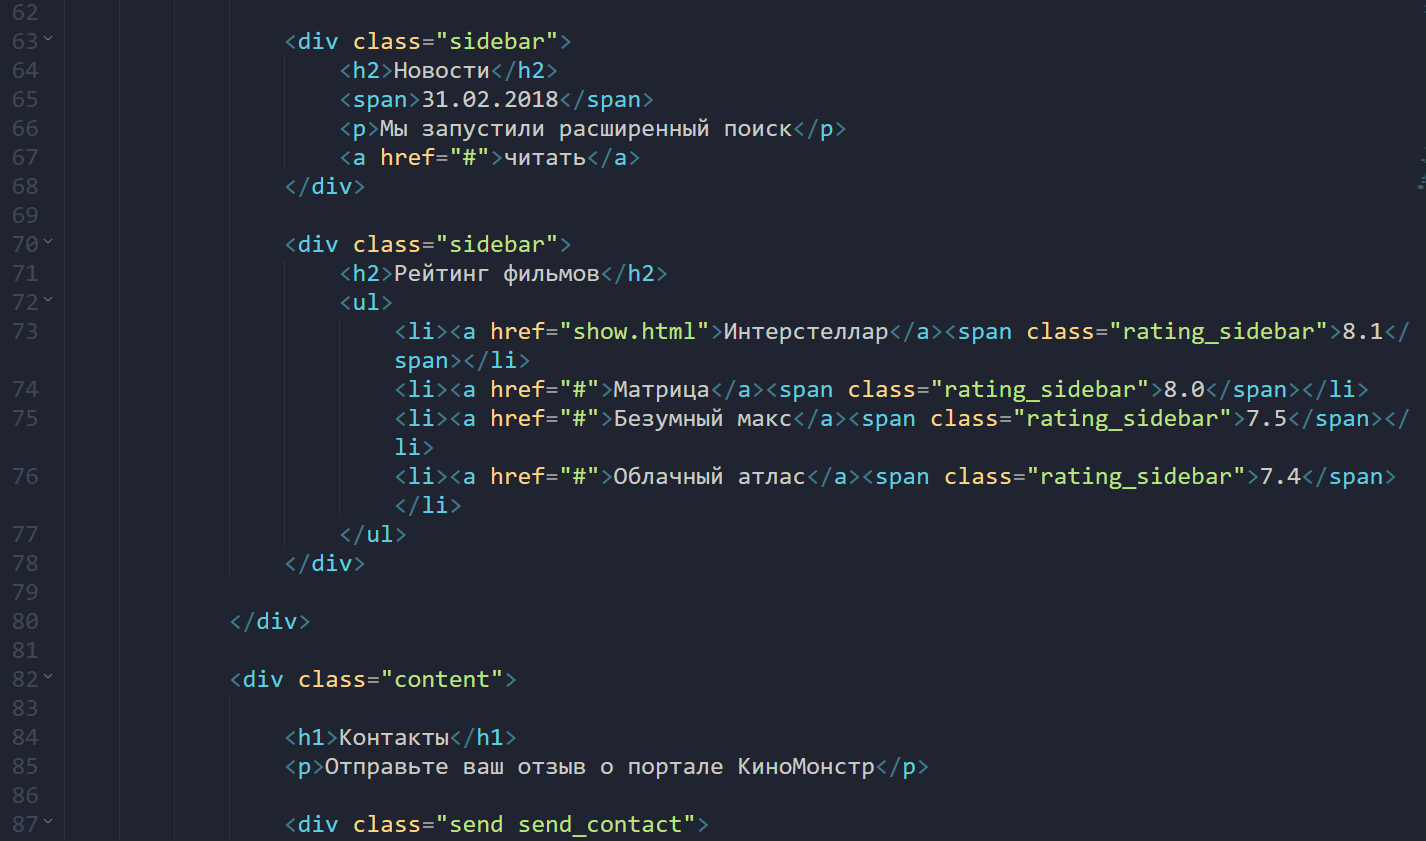 62
63 <div class="sidebar">
64 <h2>Новости</h2>
65 <span>31.02.2018</span>
66 <p>Мы запустили расширенный поиск</p>
67 <a href="#">читать</a>
68 </div>
69
70 <div class="sidebar">
71 <h2>Рейтинг фильмов</h2>
72 <ul>
73 <li><a href="show.html">Интерстеллар</a><span class="rating_sidebar">8.1</
span></li>
74 <li><a href="#">Матрица</a><span class="rating_sidebar">8.0</span></li>
75 <li><a href="#">Безумный макс</a><span class="rating_sidebar">7.5</span></
li>
76 <li><a href="#">Облачный атлас</a><span class="rating_sidebar">7.4</span>
</li>
77 </ul>
78 </div>
79
80 </div>
81
82 <div class="content">
83
84 <h1>Контакты</h1>
85 <p>Отправьте ваш отзыв о портале КиноМонстр</p>
86
87 <div class="send send_contact">